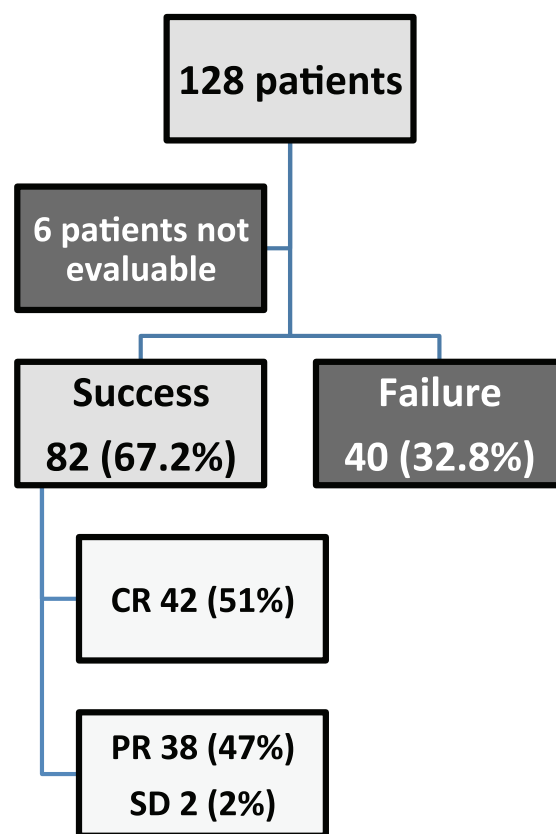 128 patients
6 patients not
evaluable
Success
82 (67.2%)
Failure
40 (32.8%)
CR 42 (51%)
PR 38 (47%)
SD 2 (2%)